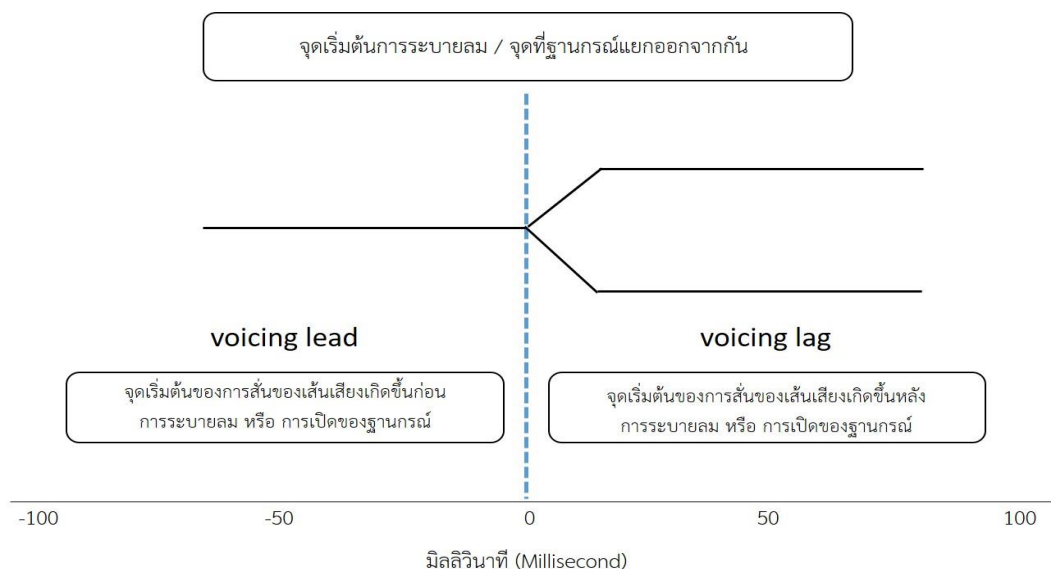 จุดเริ่มต้นการระบายลม / จุดที่ฐานกรณ์แยกออกจากกัน
voicing lead
voicing lag
จุดเริ่มต้นของการสั่นของเส้นเสียงเกิดขึ้นก่อน
การระบายลม หรือ การเปิดของฐานกรณ์
จุดเริ่มต้นของการสั่นของเส้นเสียงเกิดขึ้นหลัง
การระบายลม หรือ การเปิดของฐานกรณ์
-100 -50 0 50 100
มิลลิวินาที (Millisecond)